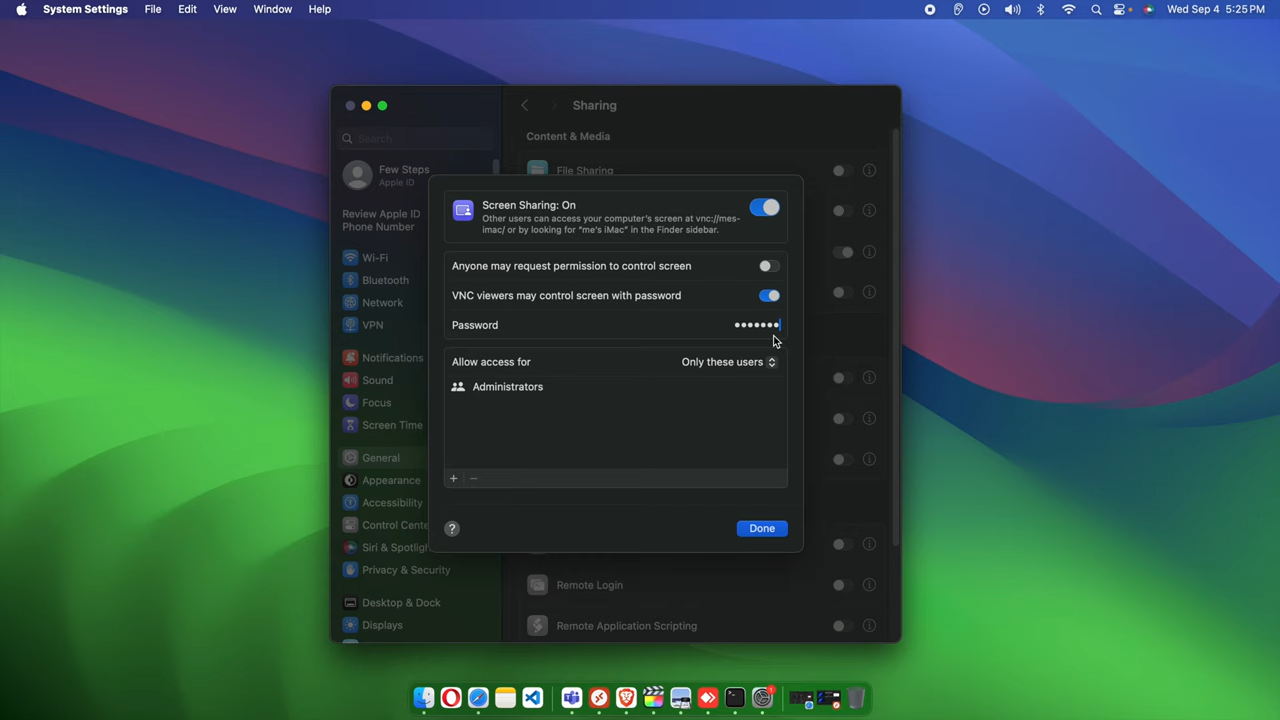 System Settings File Edit View Window Help Wed Sep 4 5:25 PM
Sharing
Search
Content & Media
File Sharing
Few Steps
Apple ID
Review Apple ID
Phone Number
Wi-Fi
Bluetooth
Network
VPN
Notifications
Sound
Focus
Screen Time
General
Appearance
Accessibility
Control Cente
Siri & Spotligh
Privacy & Security
Desktop & Dock
Displays
Screen Sharing: On
Other users can access your computer's screen at vnc://mes-
imac/ or by looking for "me's iMac" in the Finder sidebar.
Anyone may request permission to control screen
VNC viewers may control screen with password
Password
Allow access for Only these users
Administrators
+ −
? Done
Remote Login
Remote Application Scripting
1